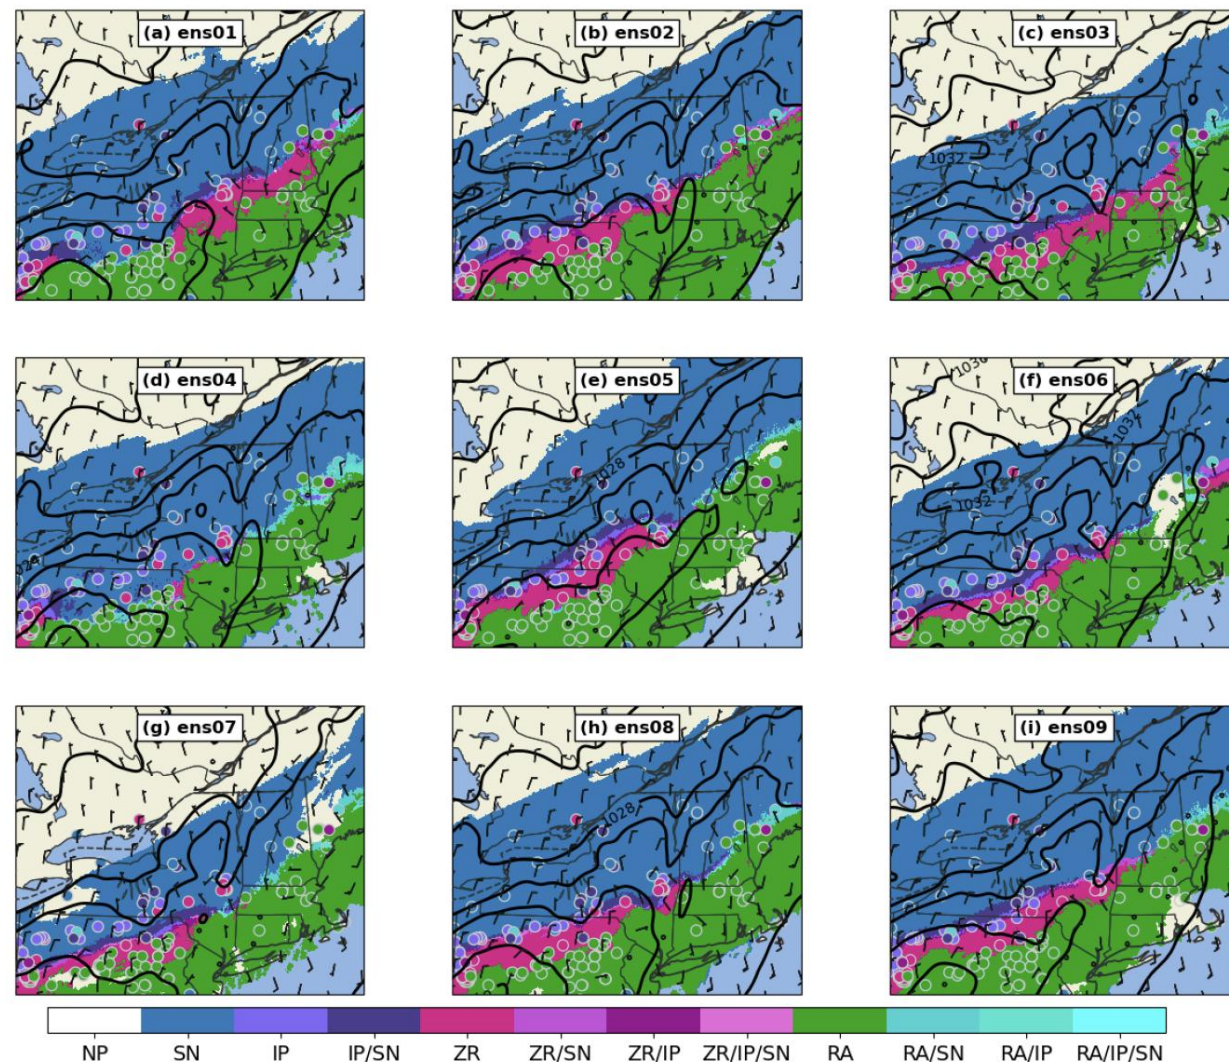 (a) ens01
(b) ens02
(c) ens03
1032
(d) ens04
(e) ens05
(f) ens06
1028
1036
1032
1032
(g) ens07
(h) ens08
(i) ens09
1028
NP SN IP IP/SN ZR ZR/SN ZR/IP ZR/IP/SN RA RA/SN RA/IP RA/IP/SN